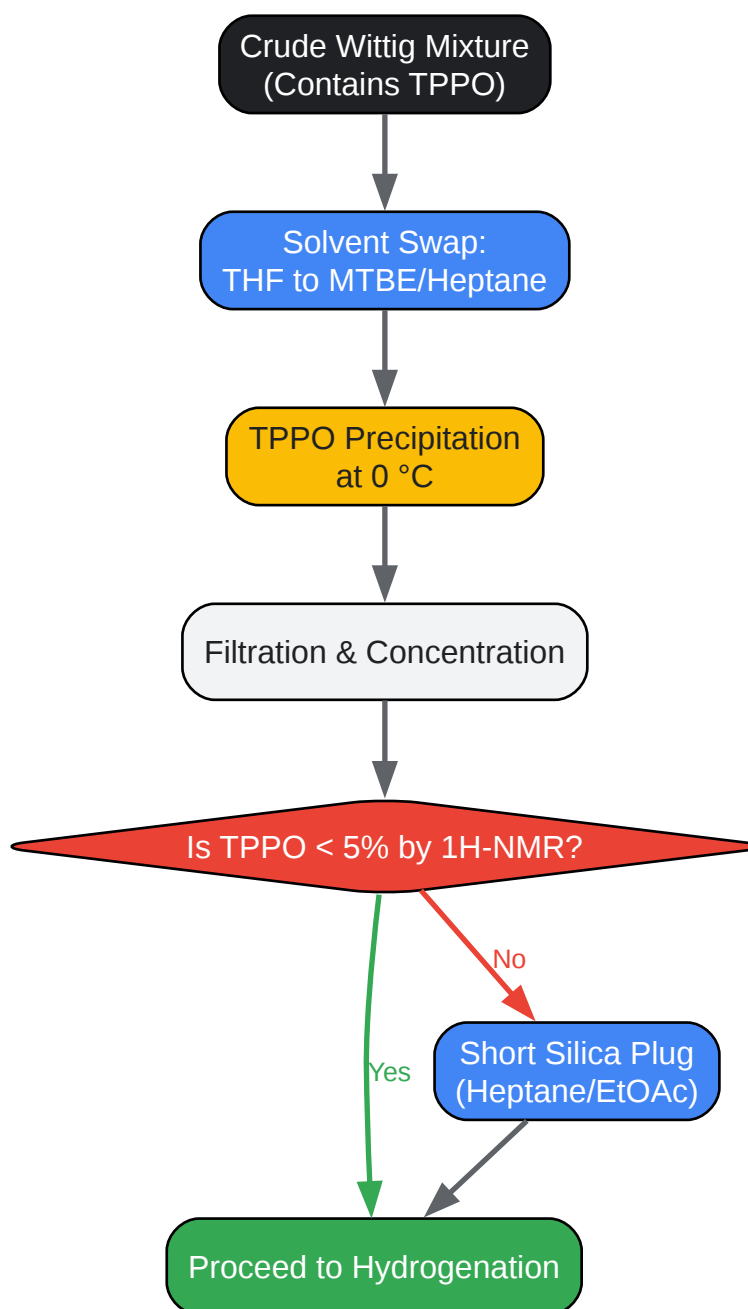 Crude Wittig Mixture
(Contains TPPO)
Solvent Swap:
THF to MTBE/Heptane
TPPO Precipitation
at 0 °C
Filtration & Concentration
Is TPPO < 5% by 1H-NMR?
No
Short Silica Plug
(Heptane/EtOAc)
Yes
Proceed to Hydrogenation